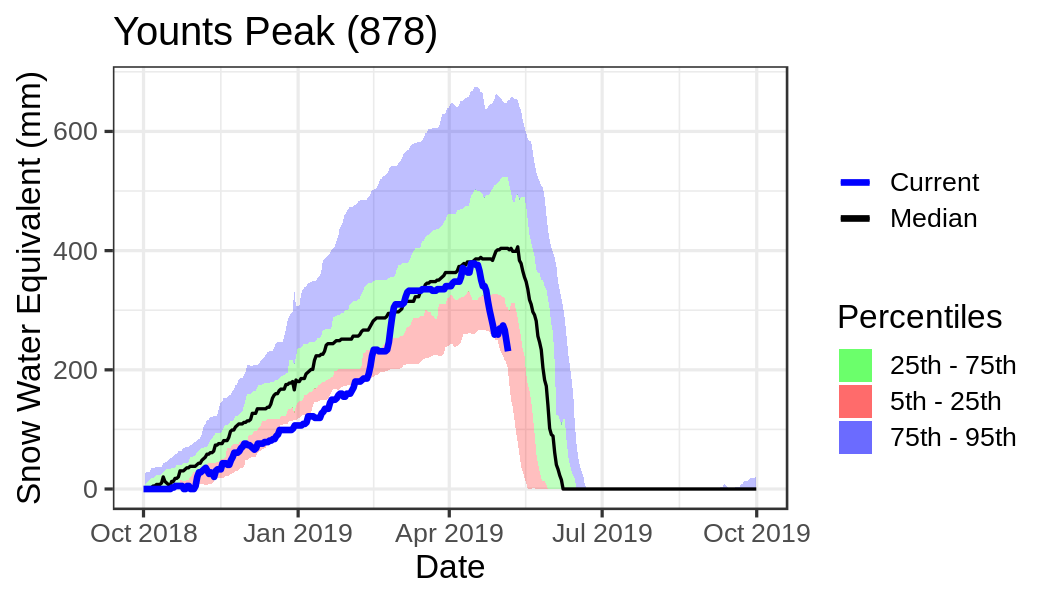 Younts Peak (878)
Snow Water Equivalent (mm)
600
400
200
0
Oct 2018
Jan 2019
Apr 2019
Jul 2019
Oct 2019
Date
Current
Median
Percentiles
25th - 75th
5th - 25th
75th - 95th